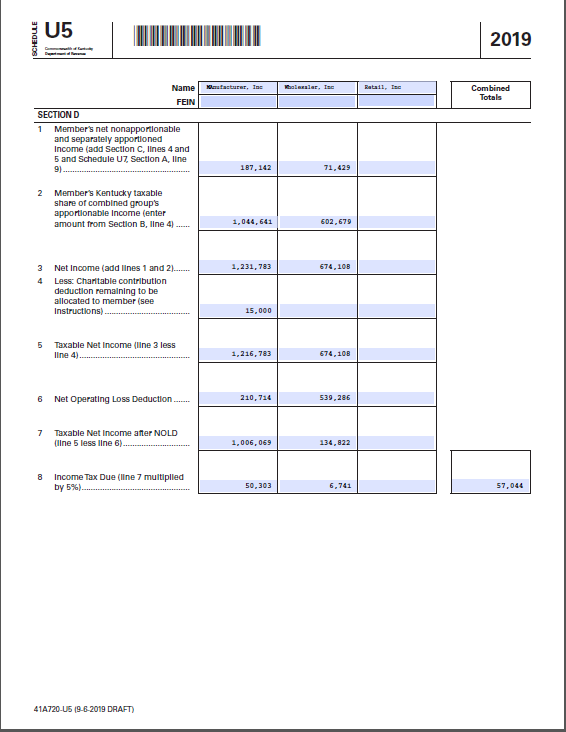 SCHEDULE
U5
Commonwealth of Kentucky
Department of Revenue
2019
Name Manufacturer, Inc Wholesaler, Inc Retail, Inc Combined Totals
FEIN
SECTION D
1 Member's net nonapportionable
and separately apportioned
income (add Section C, lines 4 and
5 and Schedule U7, Section A, line
9) 187,142 71,429
2 Member's Kentucky taxable
share of combined group's
apportionable income (enter
amount from Section B, line 4) ...... 1,044,641 602,679
3 Net Income (add lines 1 and 2)....... 1,231,783 674,108
4 Less: Charitable contribution
deduction remaining to be
allocated to member (see
instructions) 15,000
5 Taxable Net Income (line 3 less
line 4) 1,216,783 674,108
6 Net Operating Loss Deduction ....... 210,714 539,286
7 Taxable Net Income after NOLD
(line 5 less line 6) 1,006,069 134,822
8 Income Tax Due (line 7 multiplied
by 5%) 50,303 6,741 57,044
41A720-U5 (9-6-2019 DRAFT)